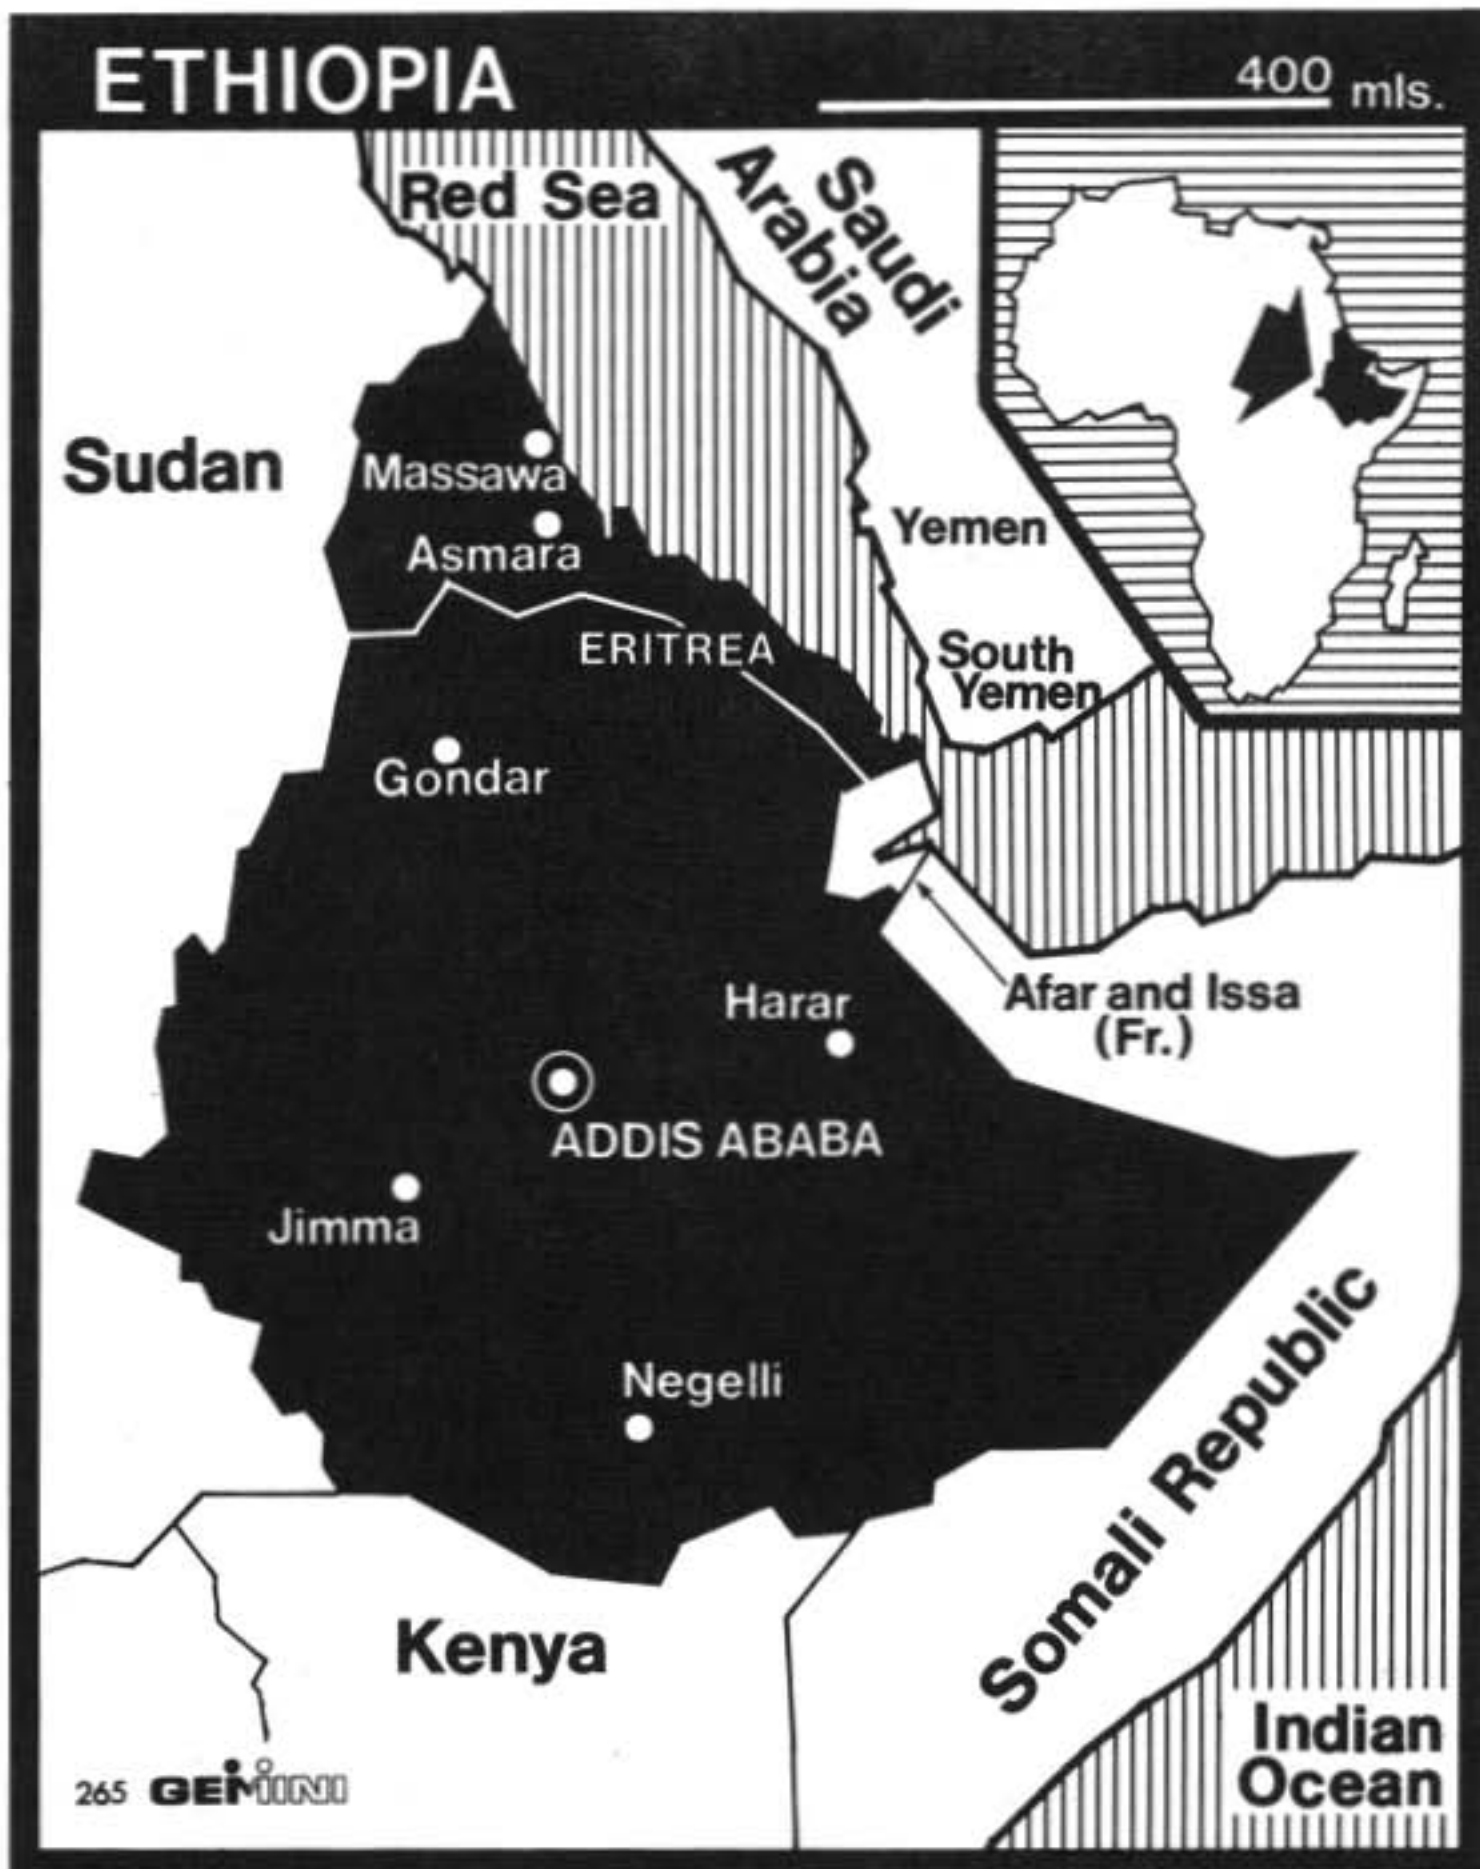 ETHIOPIA
400 mls.
Red Sea
Saudi
Arabia
Sudan
Massawa
Asmara
Yemen
ERITREA
South
Yemen
Gondar
Harar
Afar and Issa
(Fr.)
ADDIS ABABA
Jimma
Negelli
Somali Republic
Kenya
Indian
Ocean
265 GEMINI